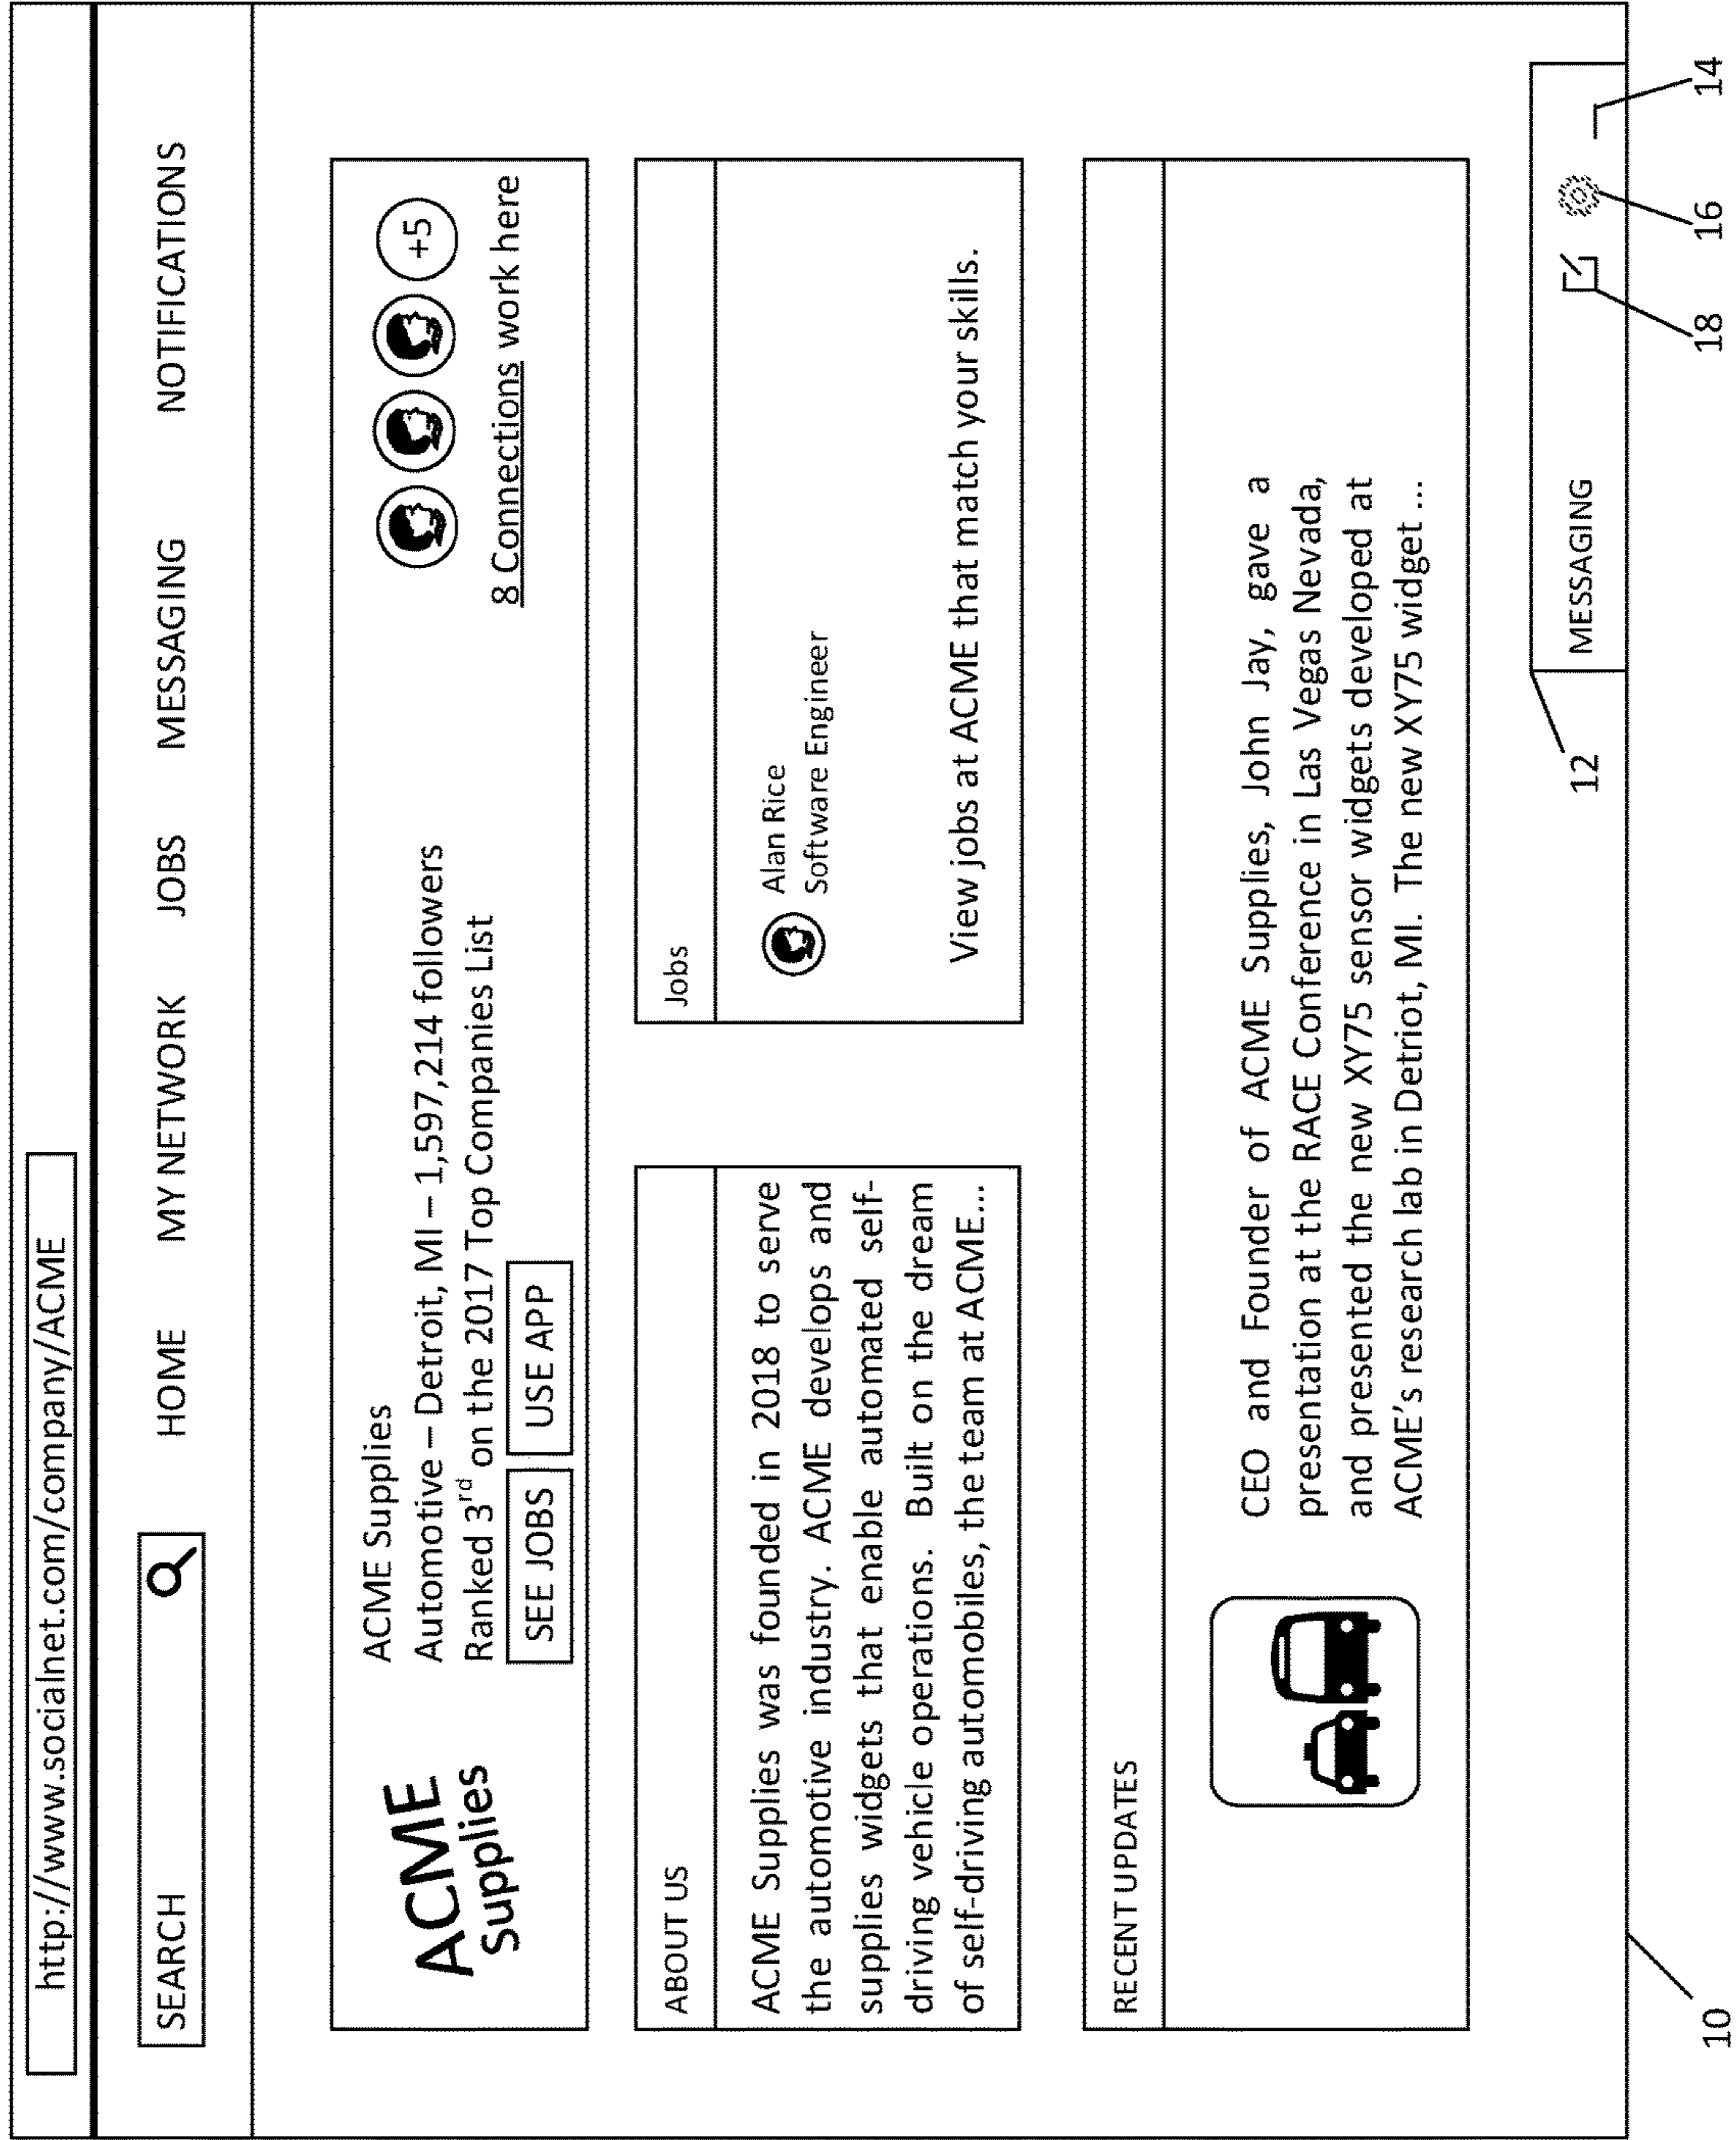 http://www.socialnet.com/company/ACME
SEARCH HOME MY NETWORK JOBS MESSAGING NOTIFICATIONS
ACME
Supplies
ACME Supplies
Automotive – Detroit, MI – 1,597,214 followers
Ranked 3rd on the 2017 Top Companies List
SEE JOBS USE APP
+5
8 Connections work here
ABOUT US
ACME Supplies was founded in 2018 to serve
the automotive industry. ACME develops and
supplies widgets that enable automated self-
driving vehicle operations. Built on the dream
of self-driving automobiles, the team at ACME...
Jobs
Alan Rice
Software Engineer
View jobs at ACME that match your skills.
RECENT UPDATES
CEO and Founder of ACME Supplies, John Jay, gave a
presentation at the RACE Conference in Las Vegas Nevada,
and presented the new XY75 sensor widgets developed at
ACME's research lab in Detriot, MI. The new XY75 widget ...
MESSAGING
12
10
18
16
14